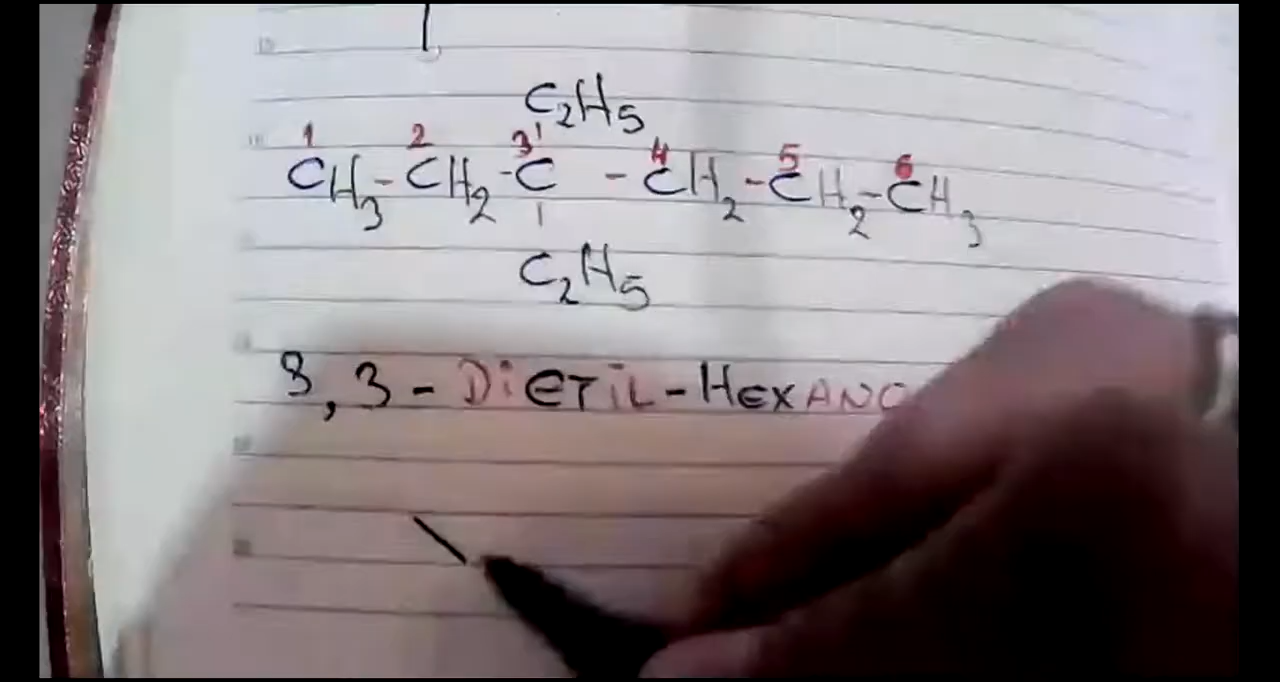 C2H5
1 2 3 4 5 6
CH3-CH2-C - CH2-CH2-CH3
C2H5
3,3-DiETiL-HEXANO